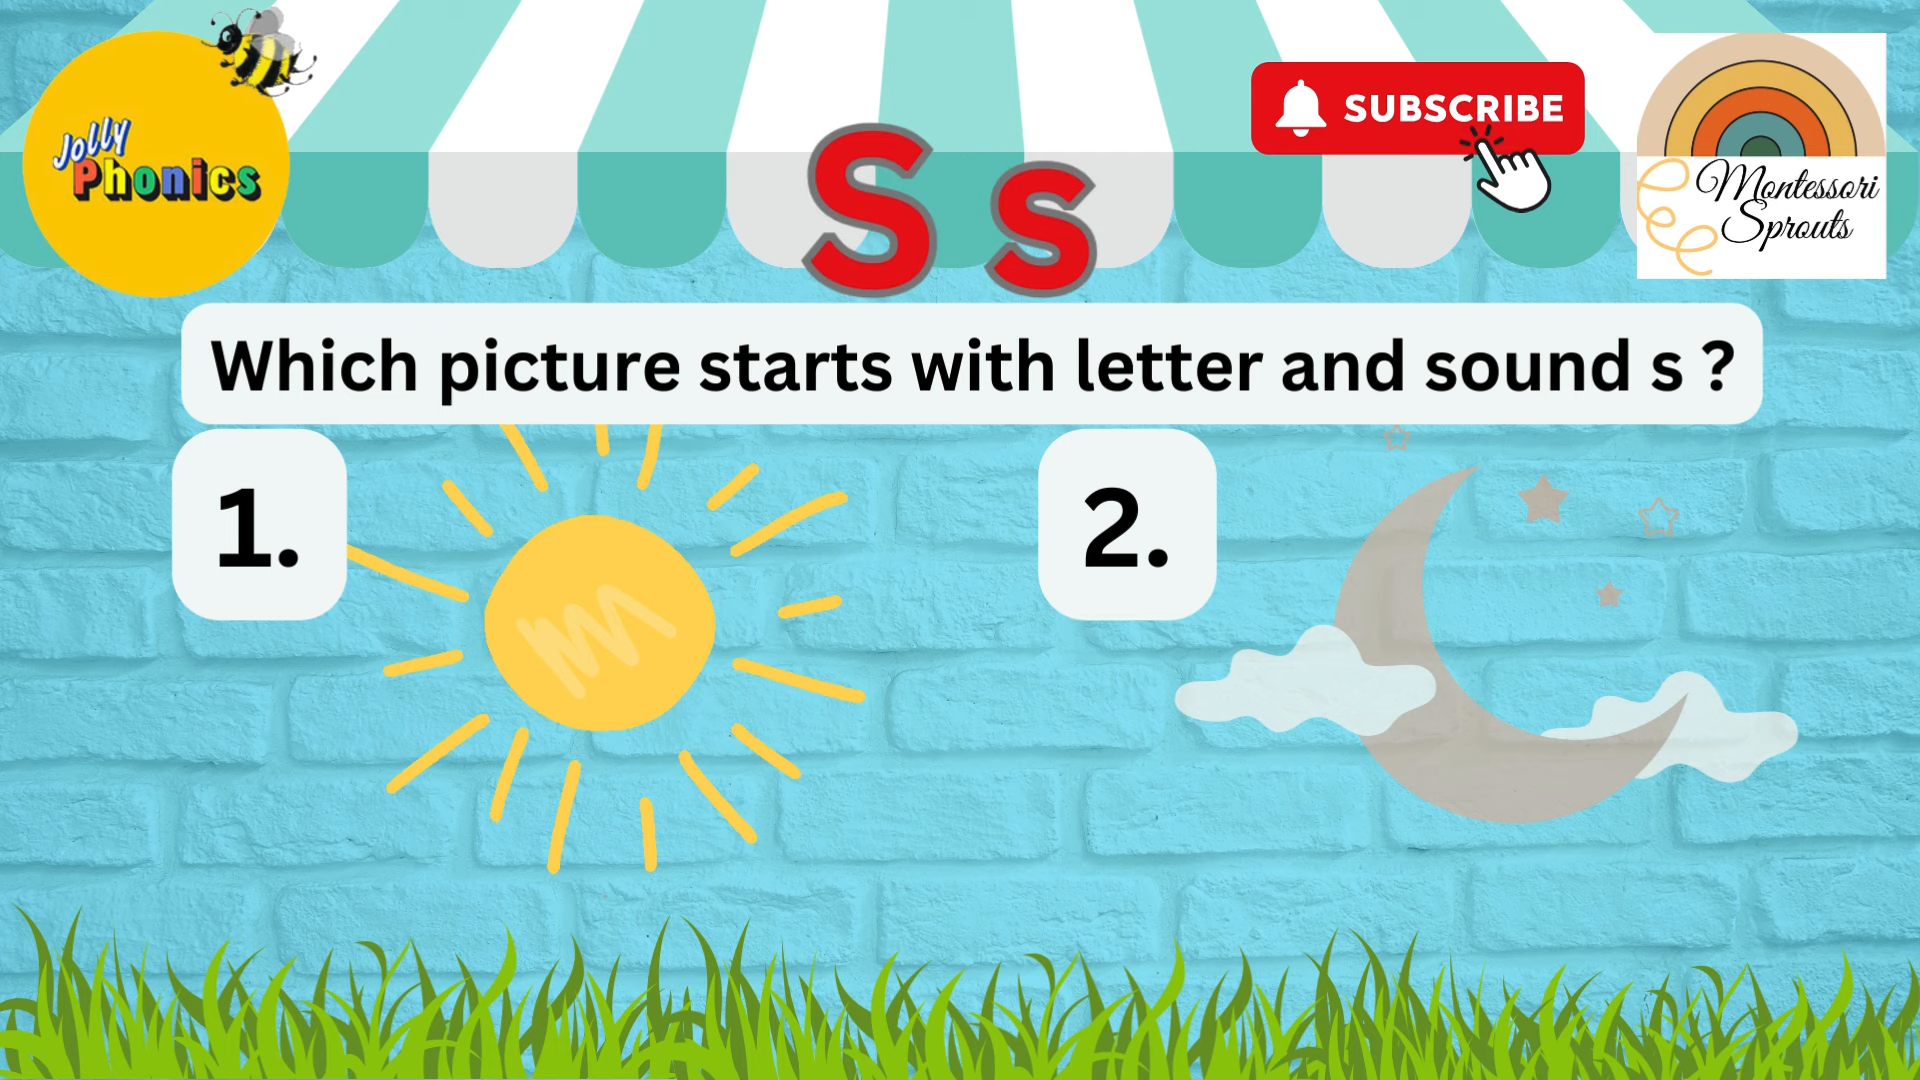 Jolly
Phonics
S s
SUBSCRIBE
Montessori
Sprouts
Which picture starts with letter and sound s ?
1.
2.